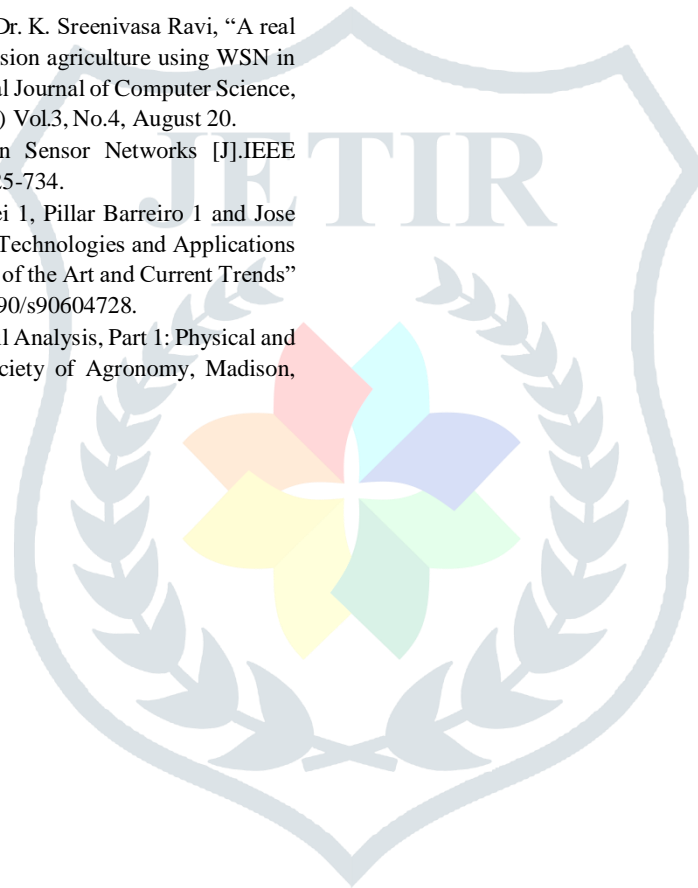 Dr. K. Sreenivasa Ravi, “A real
sion agriculture using WSN in
al Journal of Computer Science,
) Vol.3, No.4, August 20.
n Sensor Networks [J].IEEE
25-734.
ei 1, Pillar Barreiro 1 and Jose
Technologies and Applications
of the Art and Current Trends”
90/s90604728.
l Analysis, Part 1: Physical and
ciety of Agronomy, Madison,
JETIR